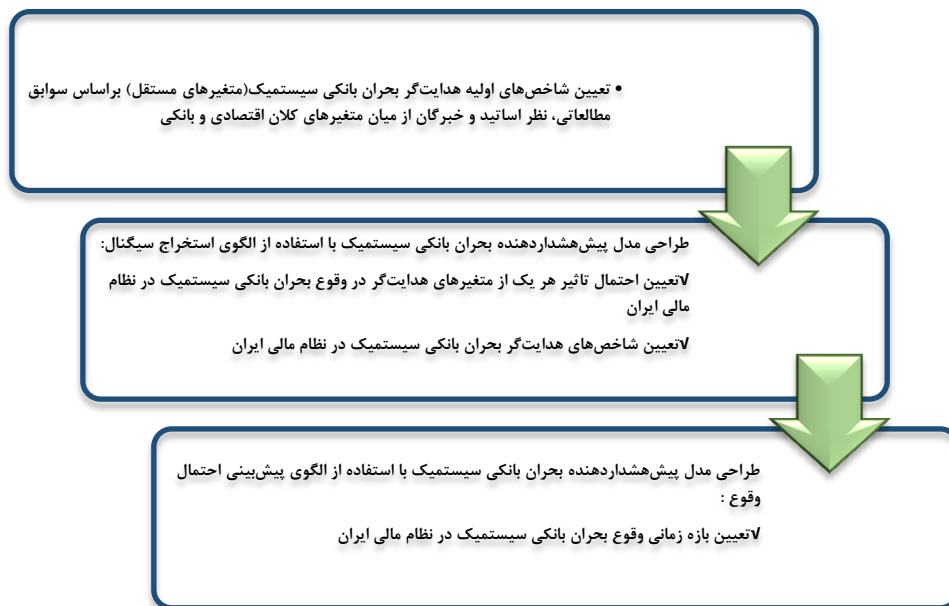 • تعیین شاخص‌های اولیه هدایت‌گر بحران بانکی سیستمیک(متغیرهای مستقل) براساس سوابق
مطالعاتی، نظر اساتید و خبرگان از میان متغیرهای کلان اقتصادی و بانکی
طراحی مدل پیش‌هشداردهنده بحران بانکی سیستمیک با استفاده از الگوی استخراج سیگنال:
√تعیین احتمال تاثیر هر یک از متغیرهای هدایت‌گر در وقوع بحران بانکی سیستمیک در نظام
مالی ایران
√تعیین شاخص‌های هدایت‌گر بحران بانکی سیستمیک در نظام مالی ایران
طراحی مدل پیش‌هشداردهنده بحران بانکی سیستمیک با استفاده از الگوی پیش‌بینی احتمال
وقوع :
√تعیین بازه زمانی وقوع بحران بانکی سیستمیک در نظام مالی ایران